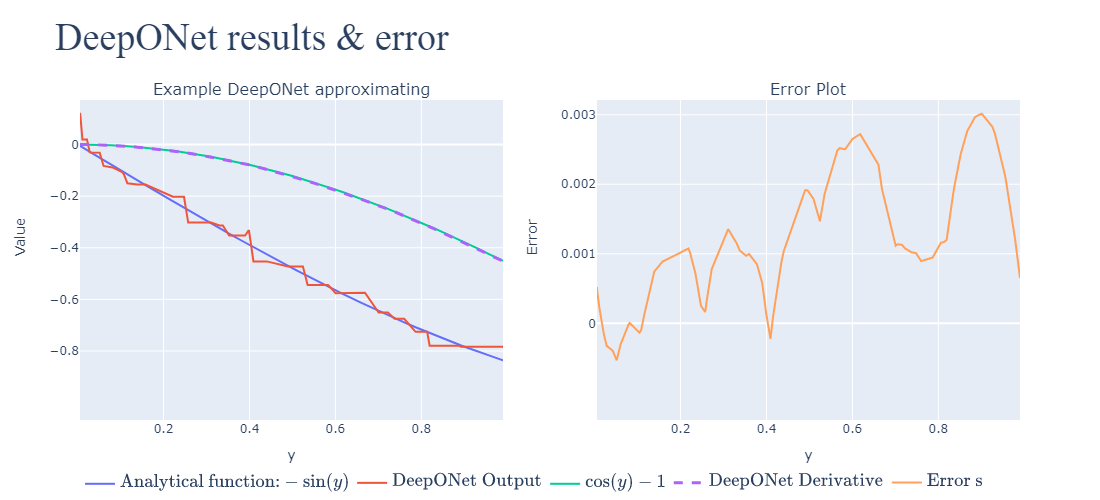 DeepONet results & error
Example DeepONet approximating
Error Plot
0
−0.2
−0.4
−0.6
−0.8
Value
0.2
0.4
0.6
0.8
y
0.003
0.002
0.001
0
Error
0.2
0.4
0.6
0.8
y
Analytical function: − sin(y)
DeepONet Output
cos(y) − 1
DeepONet Derivative
Error s